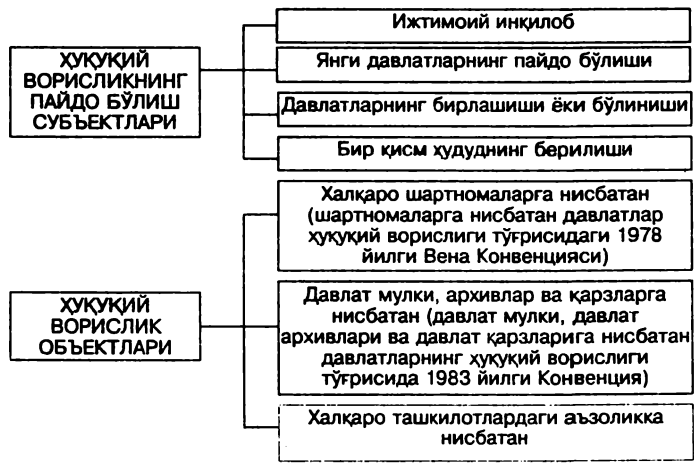 ҲУҚУҚИЙ
ВОРИСЛИКНИНГ
ПАЙДО БЎЛИШ
СУБЪЕКТЛАРИ
Ижтимоий инқилоб
Янги давлатларнинг пайдо бўлиши
Давлатларнинг бирлашиши ёки бўлиниши
Бир қисм ҳудуднинг берилиши
ҲУҚУҚИЙ
ВОРИСЛИК
ОБЪЕКТЛАРИ
Халқаро шартномаларга нисбатан
(шартномаларга нисбатан давлатлар
ҳуқуқий ворислиги тўғрисидаги 1978
йилги Вена Конвенцияси)
Давлат мулки, архивлар ва қарзларга
нисбатан (давлат мулки, давлат
архивлари ва давлат қарзларига нисбатан
давлатларнинг ҳуқуқий ворислиги
тўғрисида 1983 йилги Конвенция)
Халқаро ташкилотлардаги аъзоликка
нисбатан